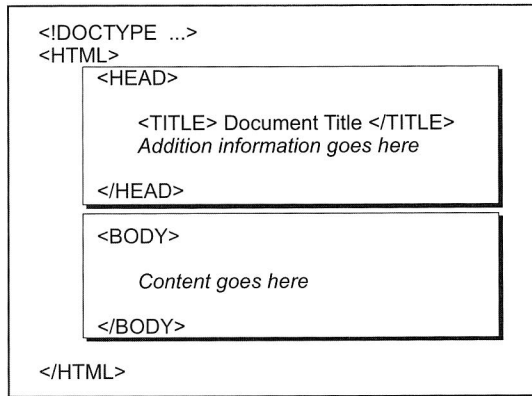 <!DOCTYPE ...>
<HTML>
<HEAD>
<TITLE> Document Title </TITLE>
Addition information goes here
</HEAD>
<BODY>
Content goes here
</BODY>
</HTML>